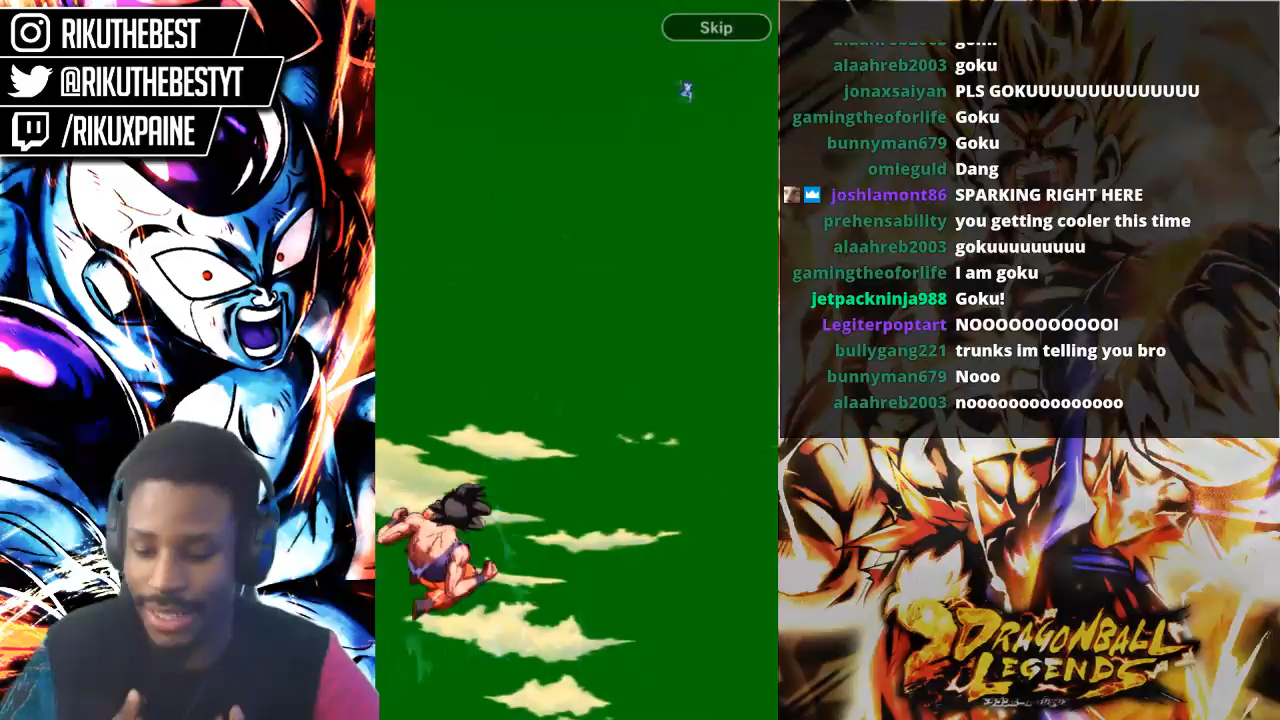 RIKUTHEBEST
@RIKUTHEBESTYT
/RIKUXPAINE
Skip
alaahreb2003 goku
jonaxsaiyan PLS GOKUUUUUUUUUUUUUU
gamingtheoforlife Goku
bunnyman679 Goku
omieguld Dang
joshlamont86 SPARKING RIGHT HERE
prehensability you getting cooler this time
alaahreb2003 gokuuuuuuuuu
gamingtheoforlife I am goku
jetpackninja988 Goku!
Legiterpoptart NOOOOOOOOOOOI
bullygang221 trunks im telling you bro
bunnyman679 Nooo
alaahreb2003 nooooooooooooooo
DRAGONBALL
LEGENDS